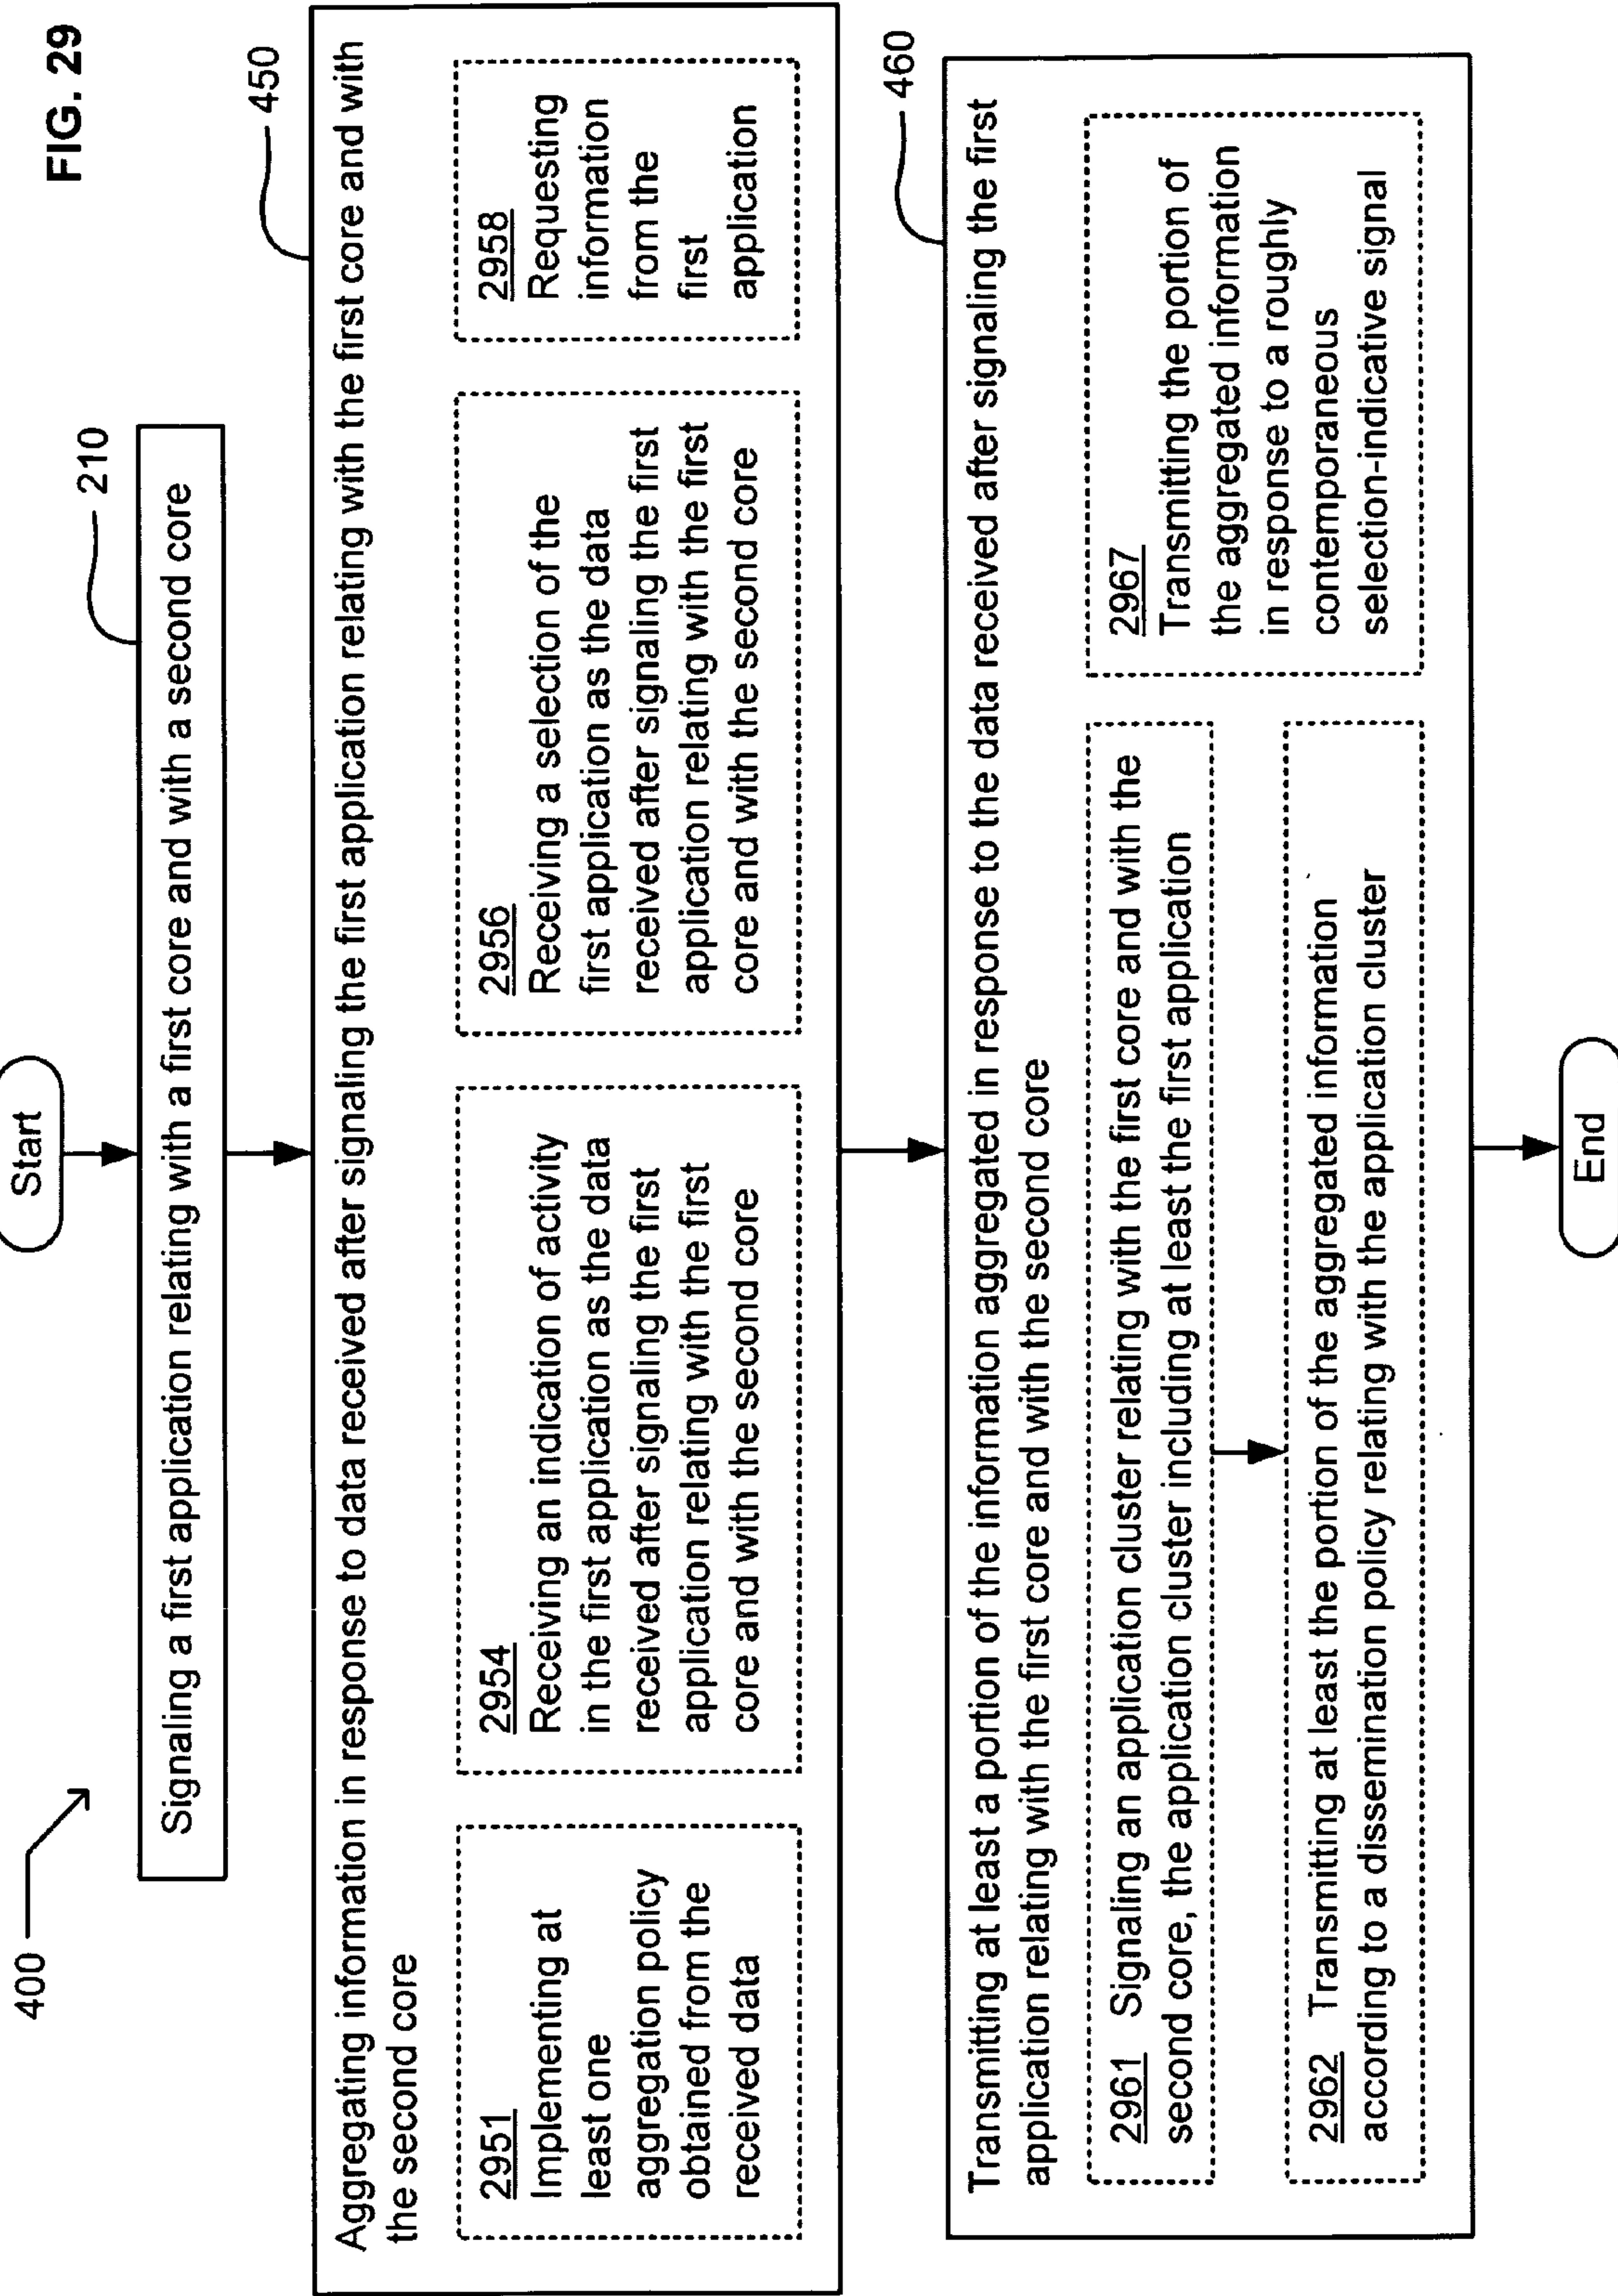 FIG. 29
400
Start
210
Signaling a first application relating with a first core and with a second core
450
Aggregating information in response to data received after signaling the first application relating with the first core and with
the second core
2951
Implementing at
least one
aggregation policy
obtained from the
received data
2954
Receiving an indication of activity
in the first application as the data
received after signaling the first
application relating with the first
core and with the second core
2956
Receiving a selection of the
first application as the data
received after signaling the first
application relating with the first
core and with the second core
2958
Requesting
information
from the
first
application
460
Transmitting at least a portion of the information aggregated in response to the data received after signaling the first
application relating with the first core and with the second core
2961 Signaling an application cluster relating with the first core and with the
second core, the application cluster including at least the first application
2962 Transmitting at least the portion of the aggregated information
according to a dissemination policy relating with the application cluster
2967
Transmitting the portion of
the aggregated information
in response to a roughly
contemporaneous
selection-indicative signal
End